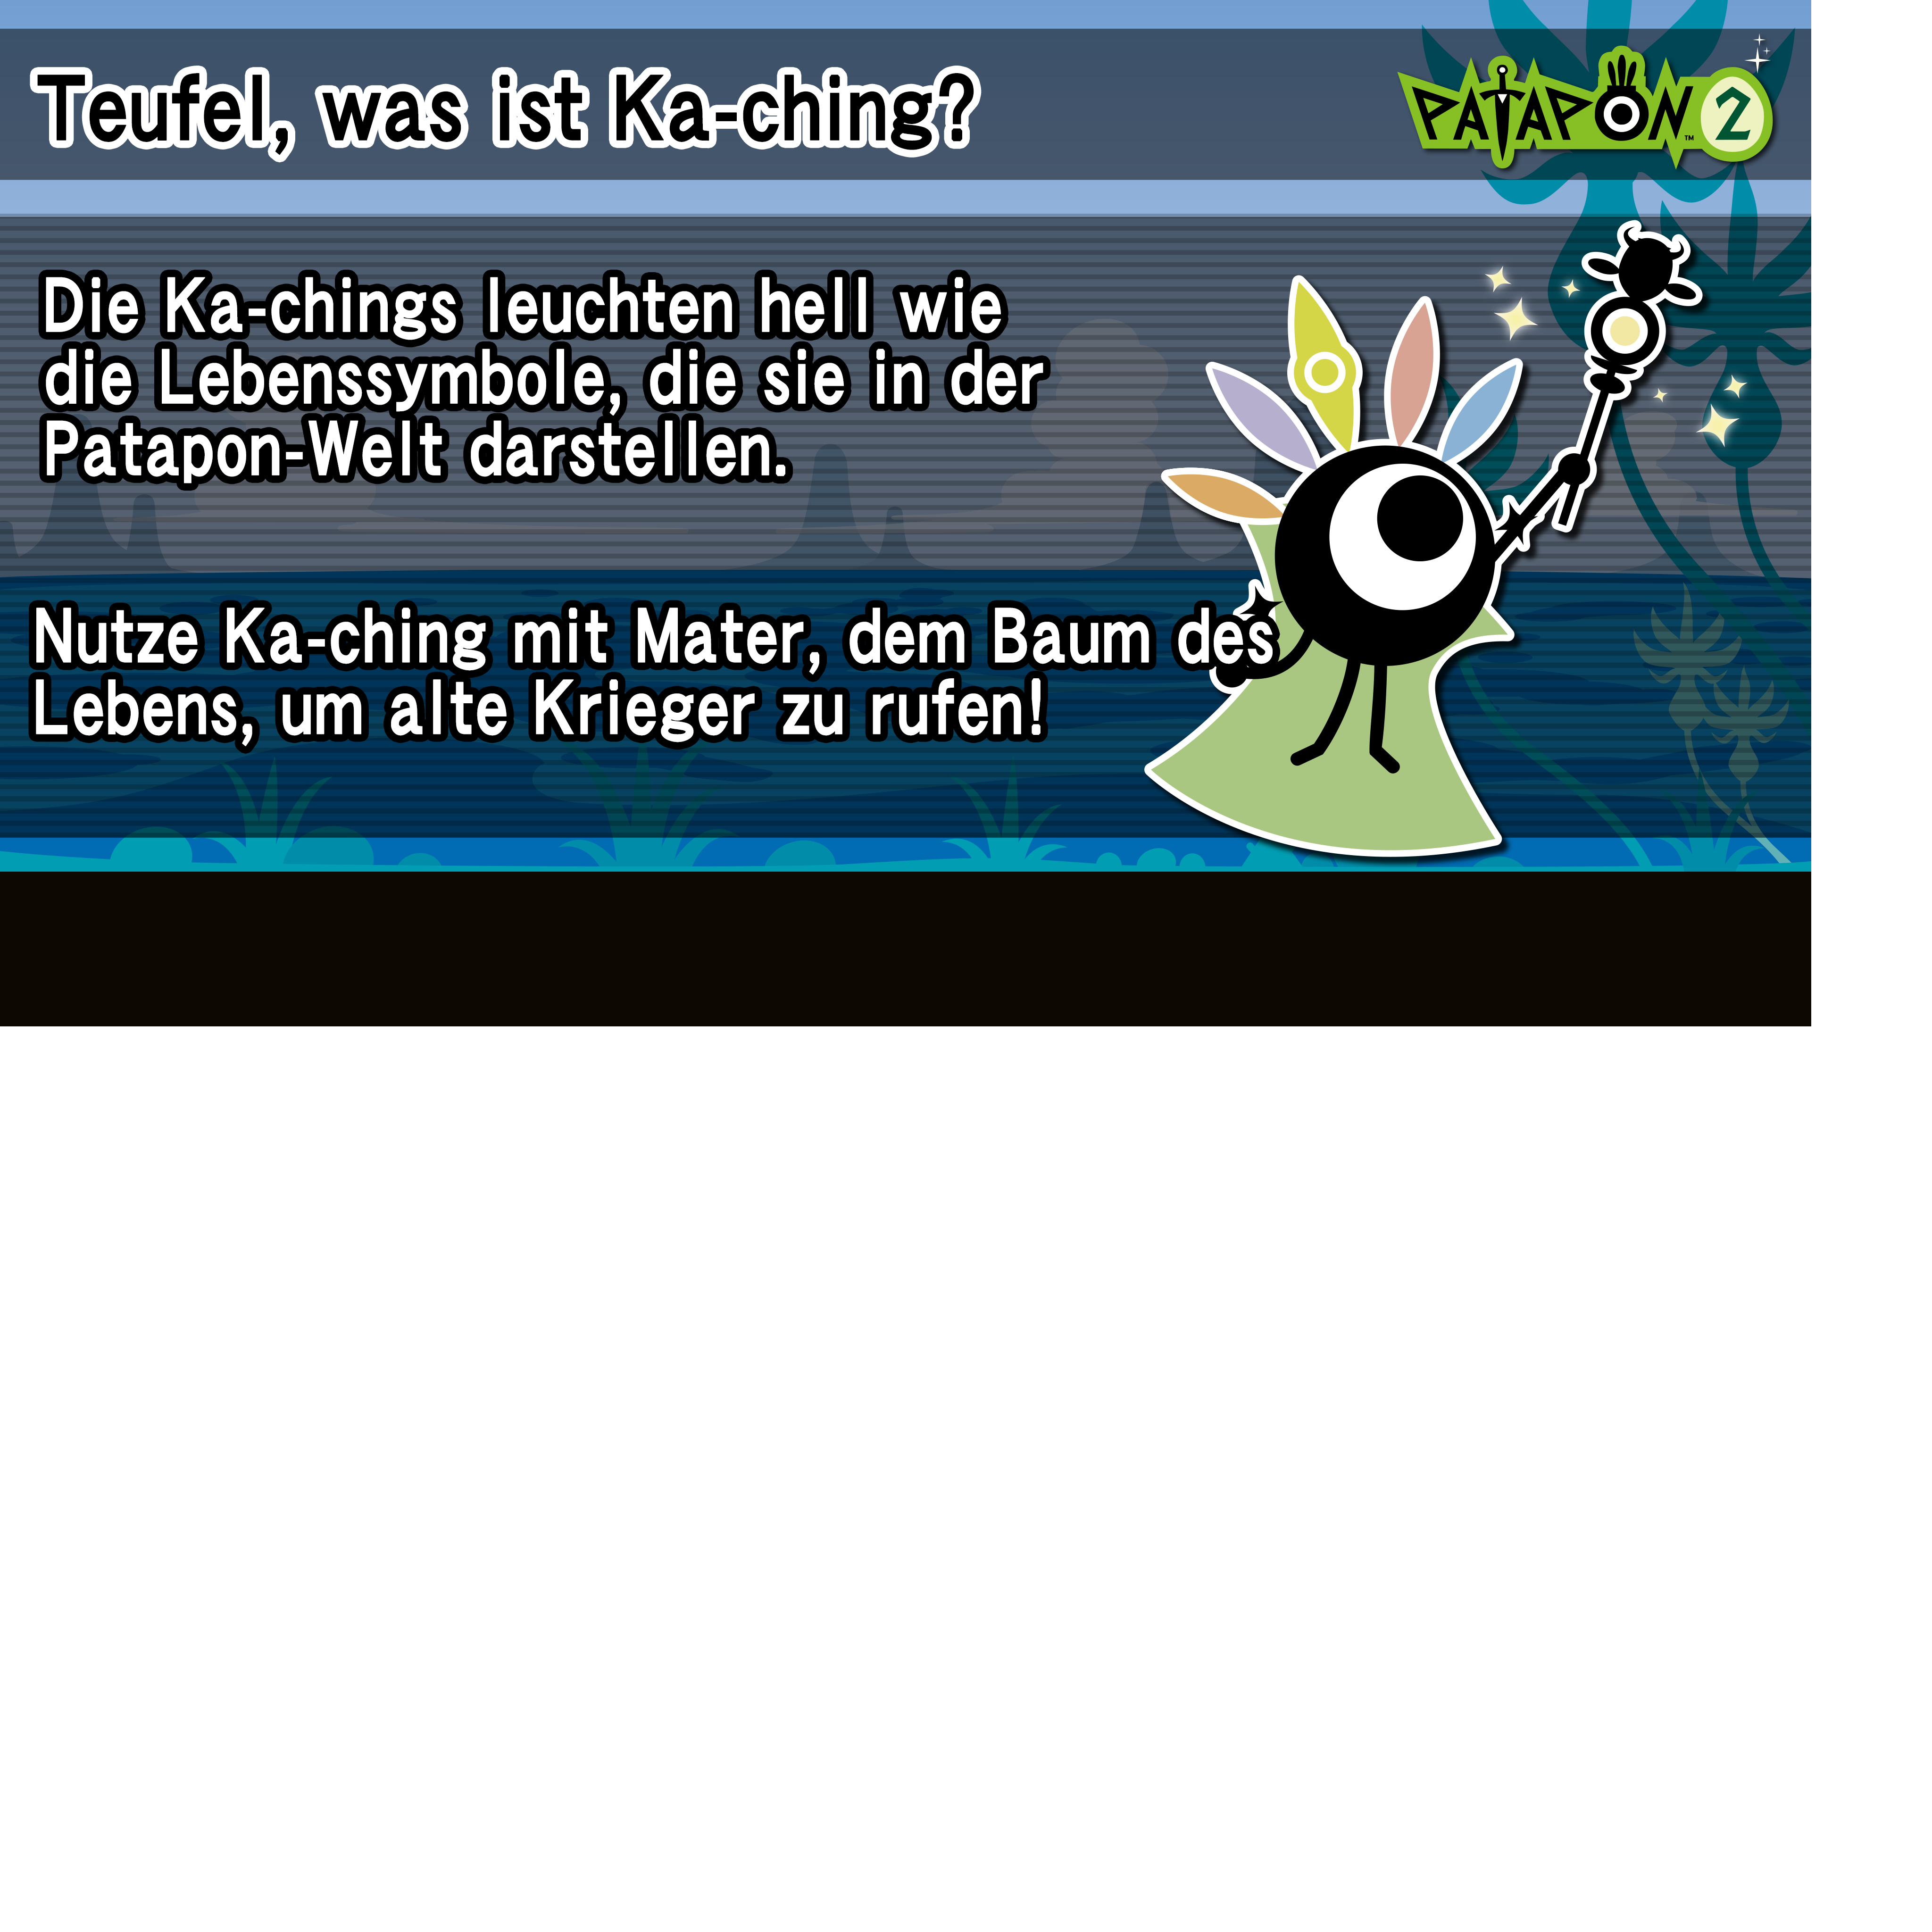 Teufel, was ist Ka-ching?
PATAPON™ 2
Die Ka-chings leuchten hell wie
die Lebenssymbole, die sie in der
Patapon-Welt darstellen.
Nutze Ka-ching mit Mater, dem Baum des
Lebens, um alte Krieger zu rufen!